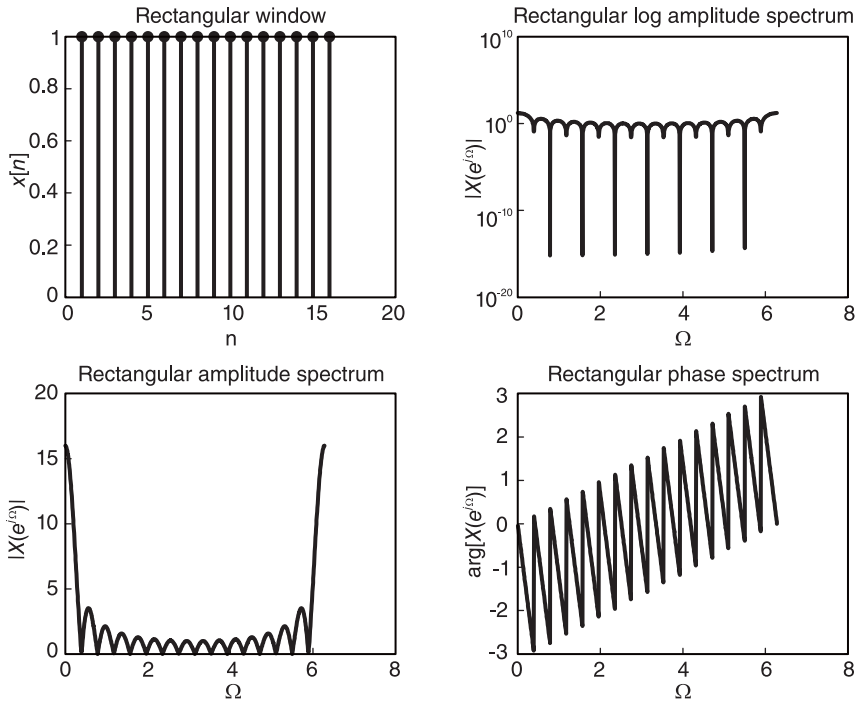 Rectangular window
1
0.8
0.6
0.4
0.2
0
x[n]
0 5 10 15 20
n
Rectangular log amplitude spectrum
10^10
10^0
10^-10
10^-20
|X(e^{jΩ})|
0 2 4 6 8
Ω
Rectangular amplitude spectrum
20
15
10
5
0
|X(e^{jΩ})|
0 2 4 6 8
Ω
Rectangular phase spectrum
3
2
1
0
-1
-2
-3
arg[X(e^{jΩ})]
0 2 4 6 8
Ω